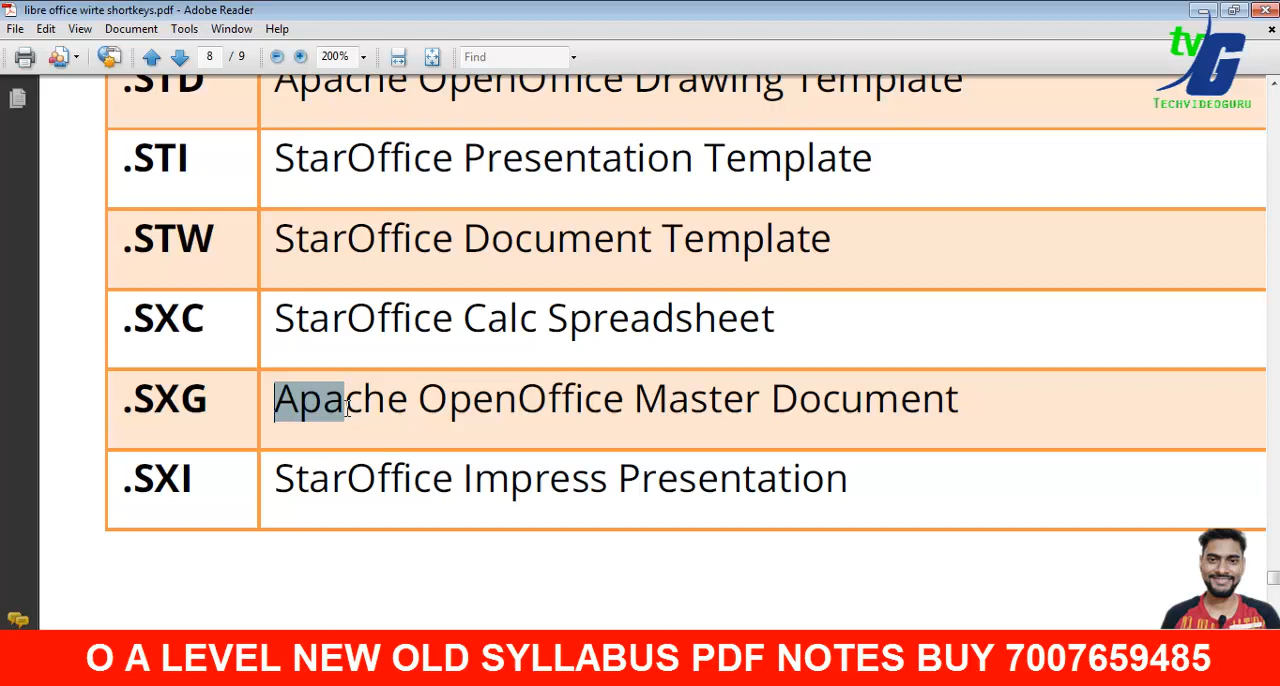 libre office wirte shortkeys.pdf - Adobe Reader
File Edit View Document Tools Window Help
8 / 9 200% Find
tvG
TECHVIDEOGURU
.STD Apache OpenOffice Drawing Template
.STI StarOffice Presentation Template
.STW StarOffice Document Template
.SXC StarOffice Calc Spreadsheet
.SXG Apache OpenOffice Master Document
.SXI StarOffice Impress Presentation
O A LEVEL NEW OLD SYLLABUS PDF NOTES BUY 7007659485